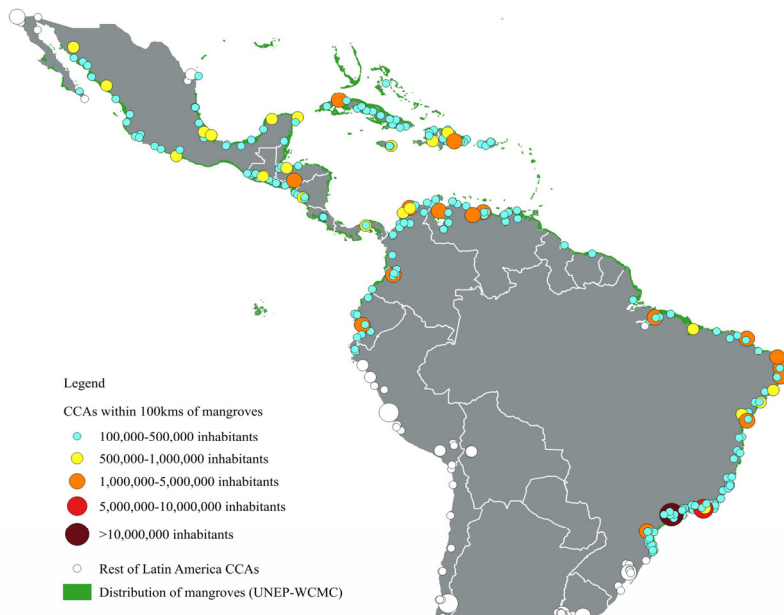 Legend
CCAs within 100kms of mangroves
100,000-500,000 inhabitants
500,000-1,000,000 inhabitants
1,000,000-5,000,000 inhabitants
5,000,000-10,000,000 inhabitants
>10,000,000 inhabitants
Rest of Latin America CCAs
Distribution of mangroves (UNEP-WCMC)